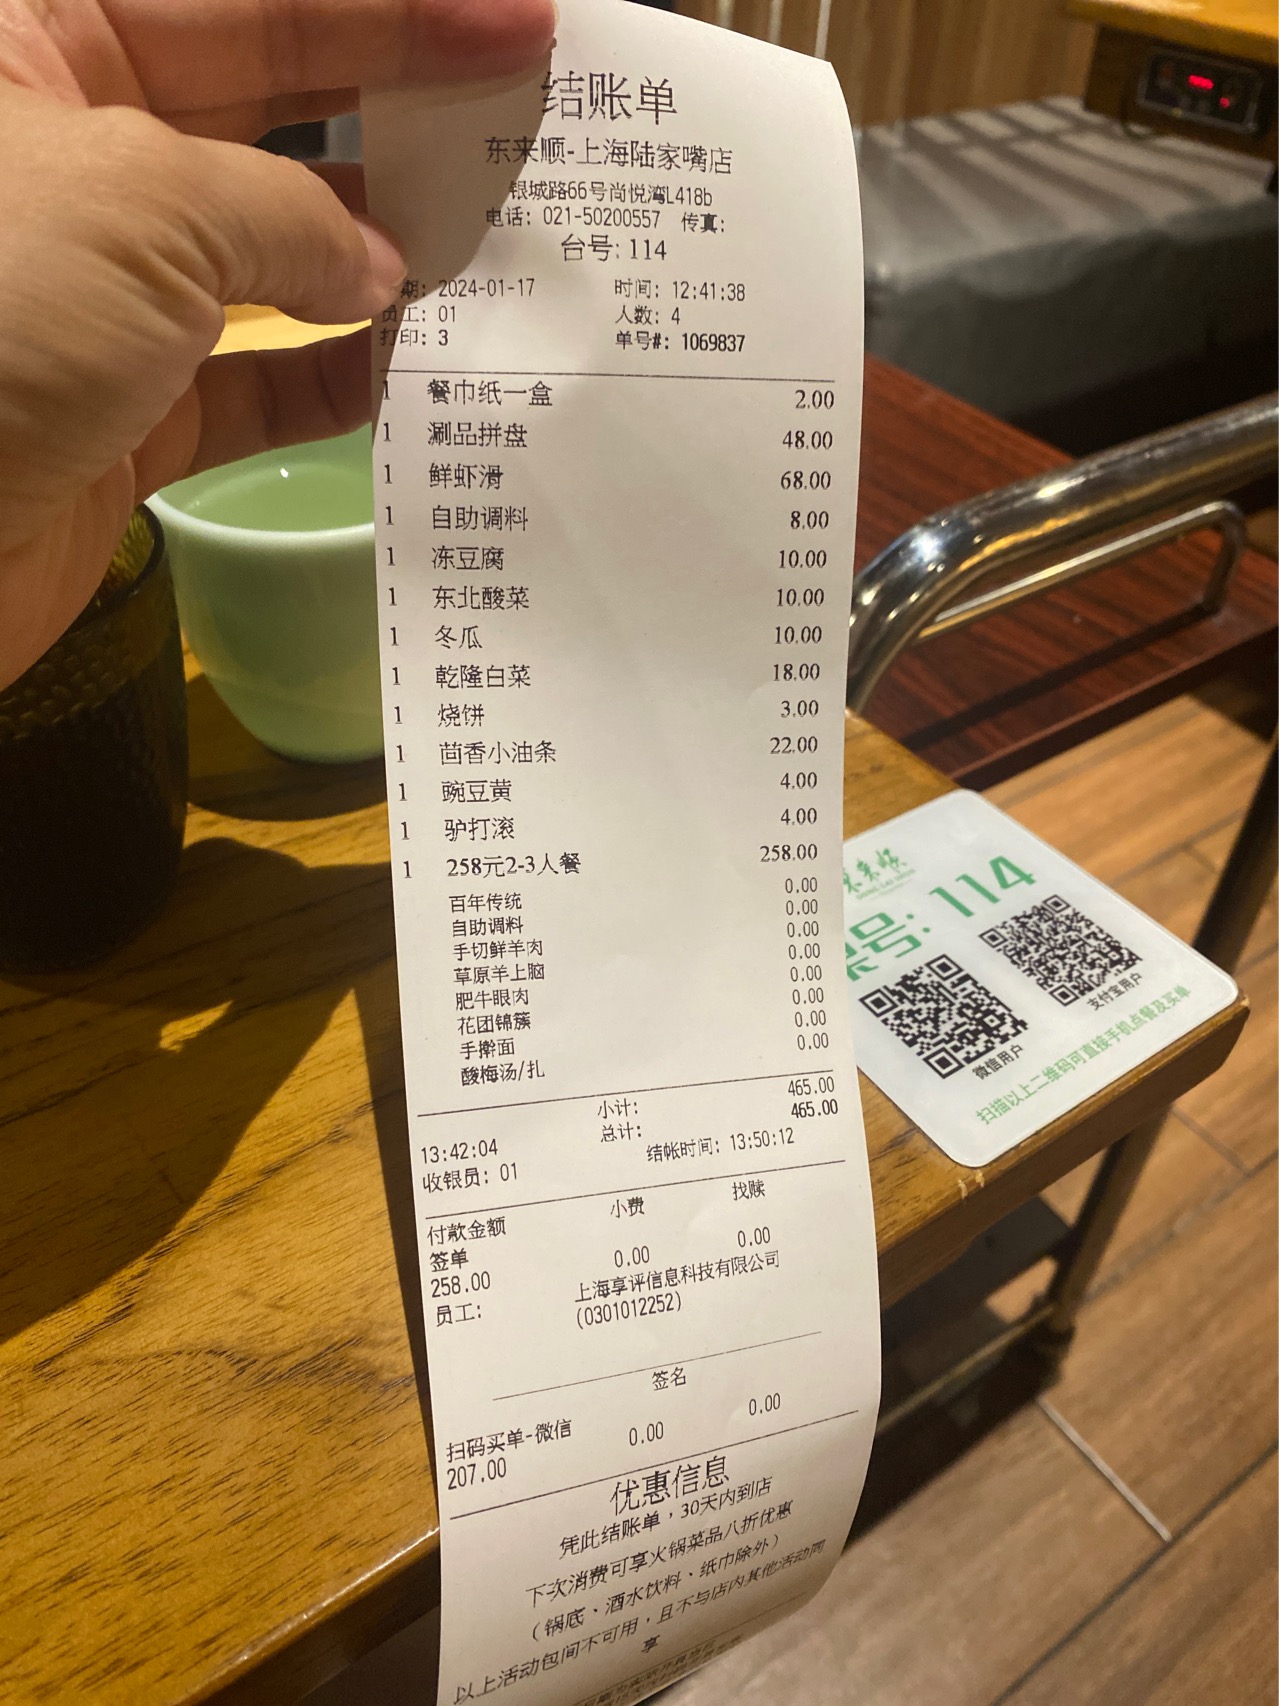 结账单
东来顺-上海陆家嘴店
银城路66号尚悦湾L418b
电话: 021-50200557 传真:
台号: 114
期: 2024-01-17 时间: 12:41:38
员工: 01 人数: 4
打印: 3 单号#: 1069837
1 餐巾纸一盒 2.00
1 涮品拼盘 48.00
1 鲜虾滑 68.00
1 自助调料 8.00
1 冻豆腐 10.00
1 东北酸菜 10.00
1 冬瓜 10.00
1 乾隆白菜 18.00
1 烧饼 3.00
1 茴香小油条 22.00
1 豌豆黄 4.00
1 驴打滚 4.00
1 258元2-3人餐 258.00
百年传统 0.00
自助调料 0.00
手切鲜羊肉 0.00
草原羊上脑 0.00
肥牛眼肉 0.00
花团锦簇 0.00
手擀面 0.00
酸梅汤/扎 0.00
小计: 465.00
总计: 465.00
13:42:04 结帐时间: 13:50:12
收银员: 01
付款金额 小费 找赎
签单
258.00 0.00 0.00
员工: 上海享评信息科技有限公司
(0301012252)
签名
扫码买单-微信
207.00 0.00 0.00
优惠信息
凭此结账单，30天内到店
下次消费可享火锅菜品八折优惠
（锅底、酒水饮料、纸巾除外）
以上活动包间不可用，且不与店内其他活动同
享
东来顺
桌号: 114
微信用户
支付宝用户
扫描以上二维码可直接手机点餐及买单